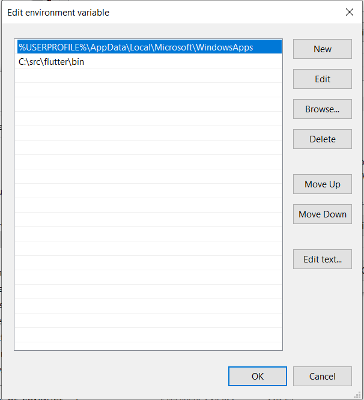 Edit environment variable
%USERPROFILE%\AppData\Local\Microsoft\WindowsApps
C:\src\flutter\bin
New
Edit
Browse...
Delete
Move Up
Move Down
Edit text...
OK
Cancel